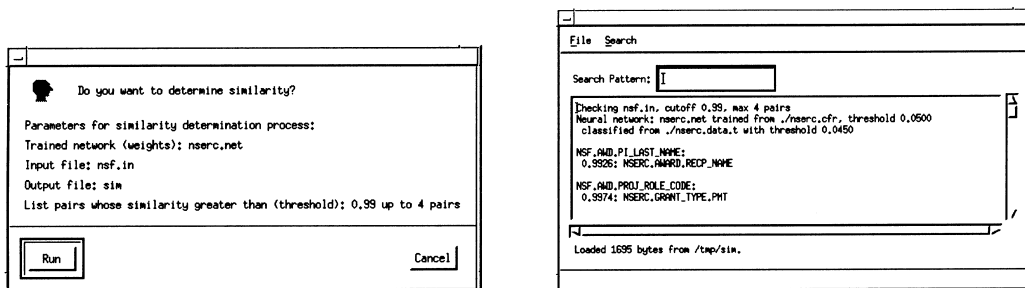 Do you want to determine similarity?
Parameters for similarity determination process:
Trained network (weights): nserc.net
Input file: nsf.in
Output file: sim
List pairs whose similarity greater than (threshold): 0.99 up to 4 pairs
Run
Cancel
File Search
Search Pattern:
Checking nsf.in, cutoff 0.99, max 4 pairs
Neural network: nserc.net trained from ./nserc.cfr, threshold 0.0500
classified from ./nserc.data.t with threshold 0.0450
NSF.AWD.PI_LAST_NAME:
0.9926: NSERC.AWARD.RECP_NAME
NSF.AWD.PROJ_ROLE_CODE:
0.9974: NSERC.GRANT_TYPE.PMT
Loaded 1695 bytes from /tmp/sim.